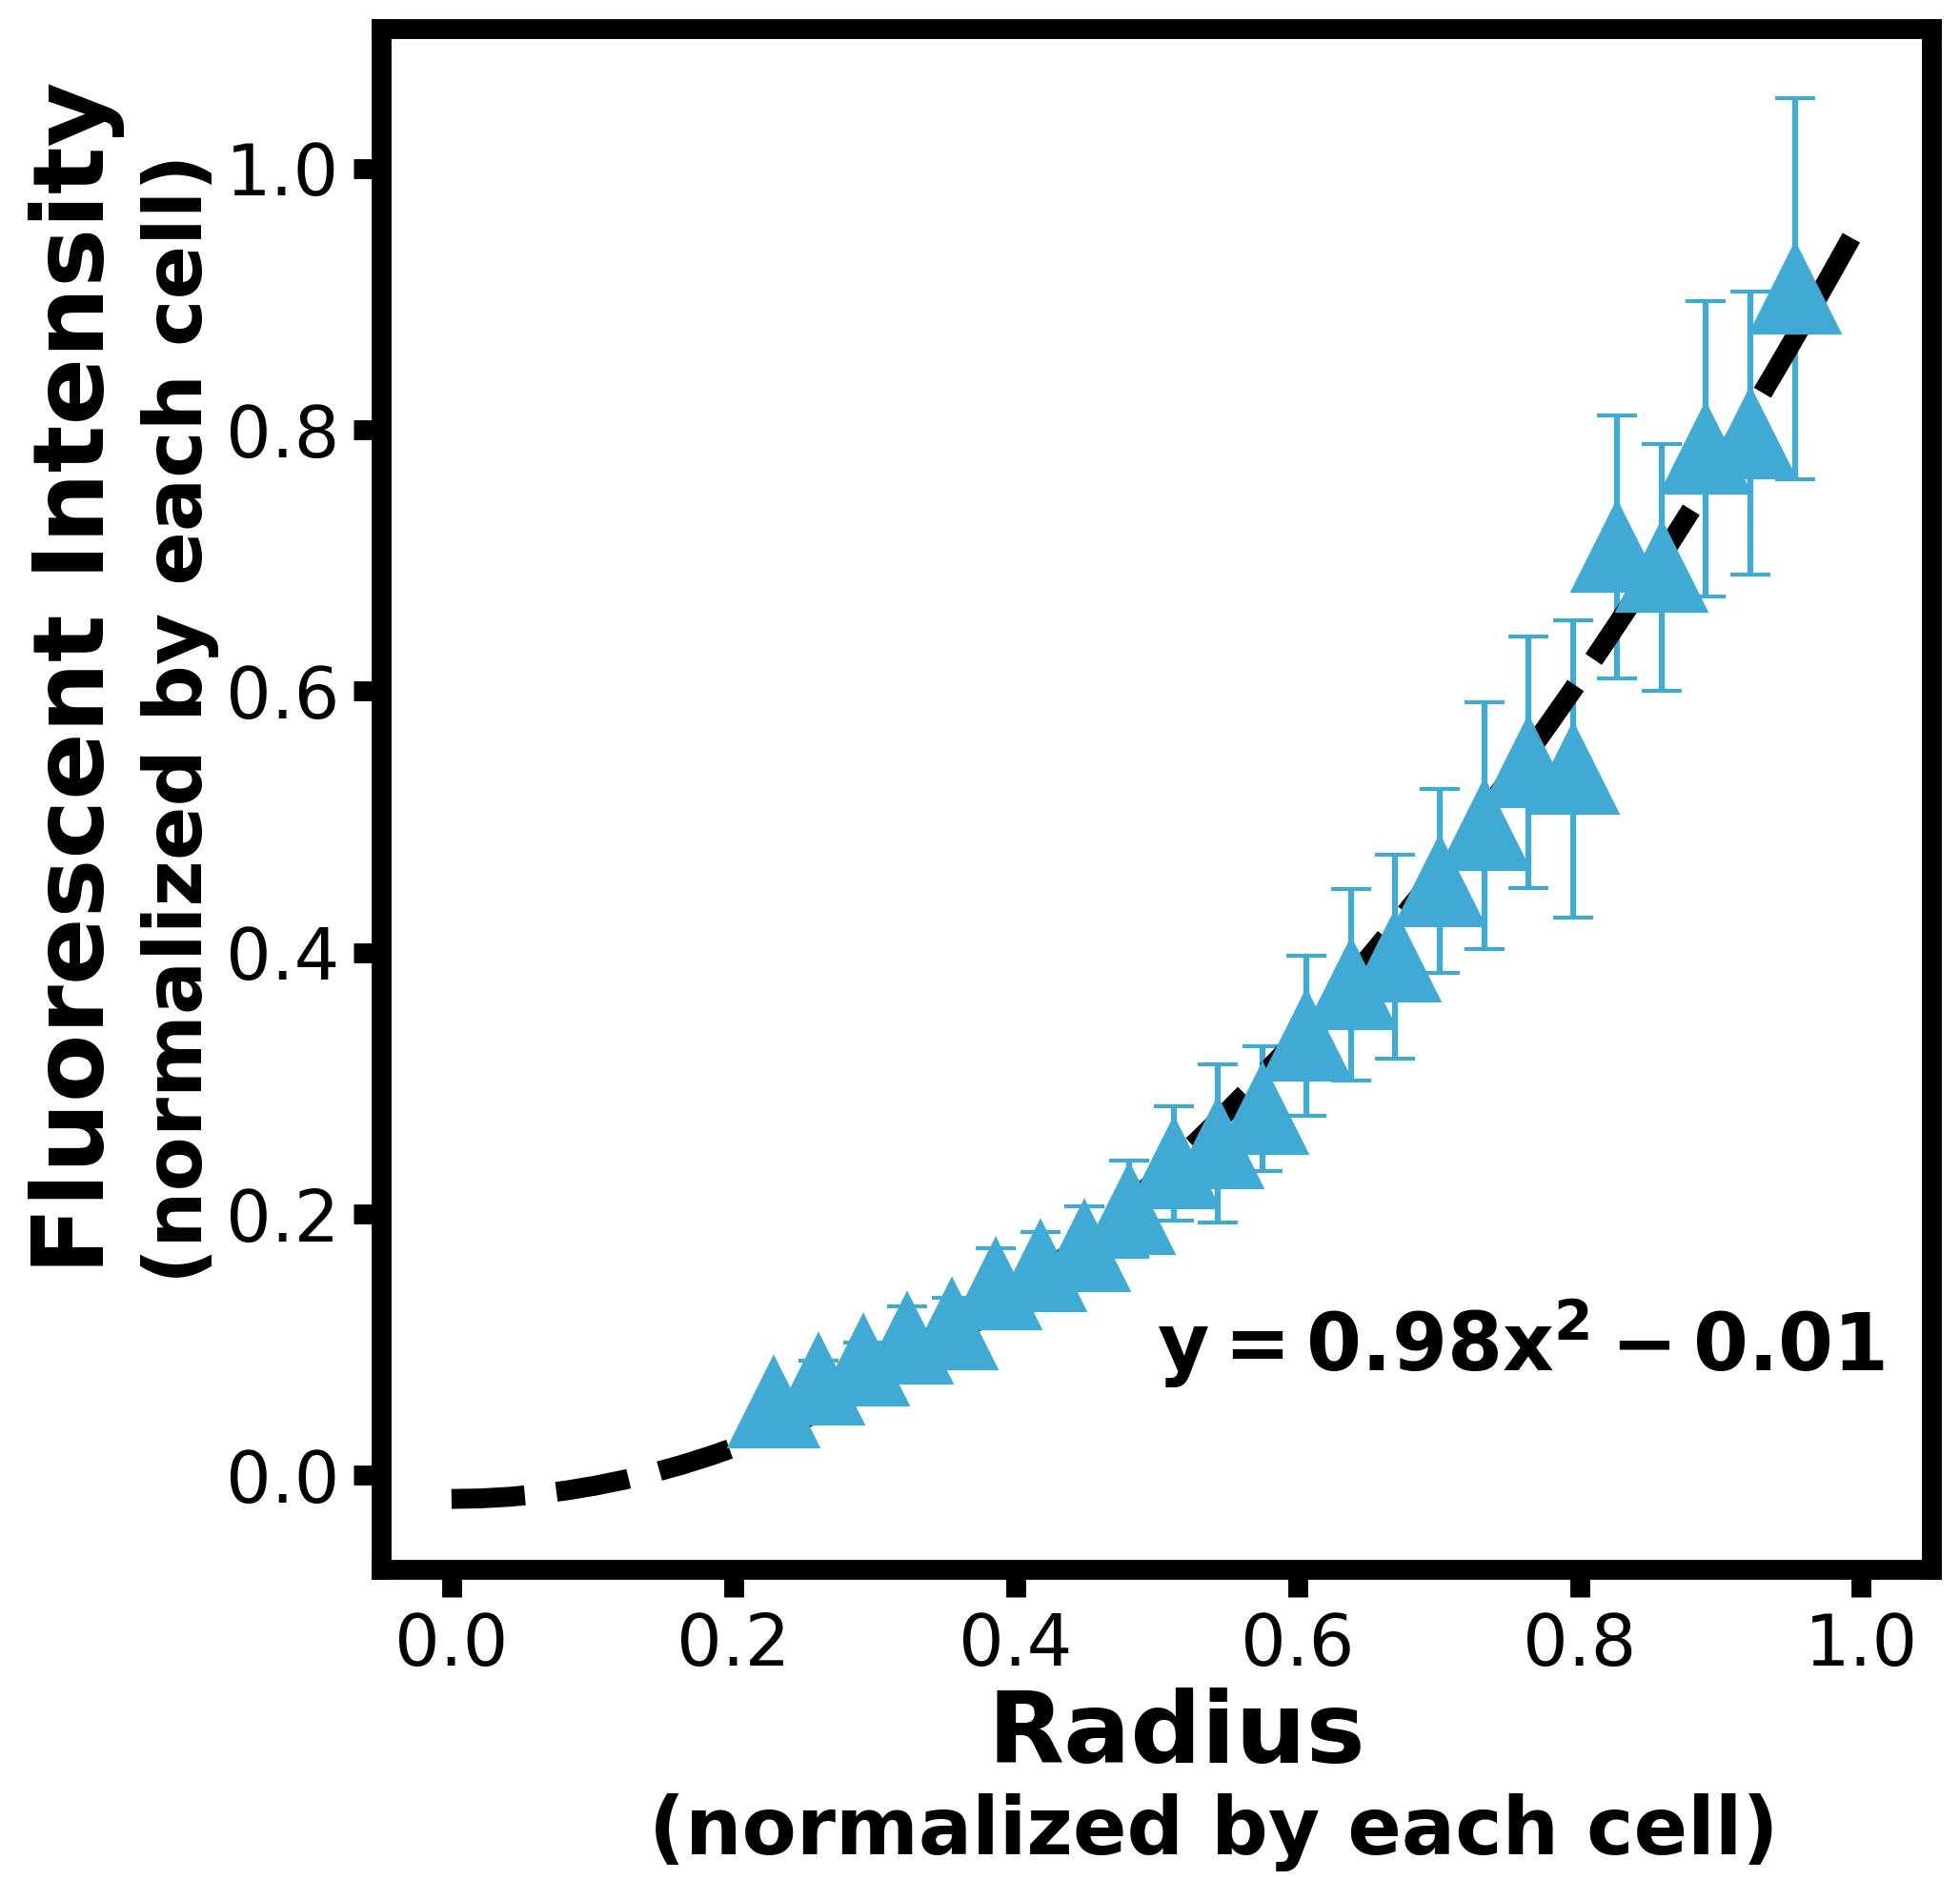 Fluorescent Intensity
(normalized by each cell)
1.0
0.8
0.6
0.4
0.2
0.0
y = 0.98x² − 0.01
0.0 0.2 0.4 0.6 0.8 1.0
Radius
(normalized by each cell)